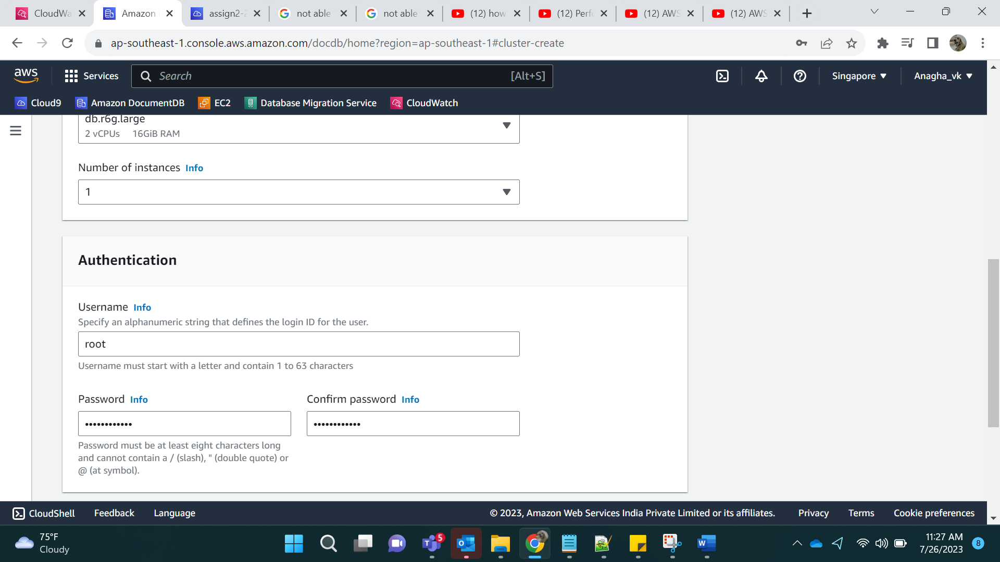 CloudWa
Amazon
assign2-2
not able
not able
(12) how
(12) Perfo
(12) AWS
(12) AWS
ap-southeast-1.console.aws.amazon.com/docdb/home?region=ap-southeast-1#cluster-create
aws
Services
Search
[Alt+S]
Singapore
Anagha_vk
Cloud9
Amazon DocumentDB
EC2
Database Migration Service
CloudWatch
db.r6g.large
2 vCPUs 16GiB RAM
Number of instances Info
1
Authentication
Username Info
Specify an alphanumeric string that defines the login ID for the user.
root
Username must start with a letter and contain 1 to 63 characters
Password Info
Confirm password Info
••••••••••••
••••••••••••
Password must be at least eight characters long
and cannot contain a / (slash), " (double quote) or
@ (at symbol).
CloudShell
Feedback
Language
© 2023, Amazon Web Services India Private Limited or its affiliates.
Privacy
Terms
Cookie preferences
75°F
Cloudy
5
11:27 AM
7/26/2023
8